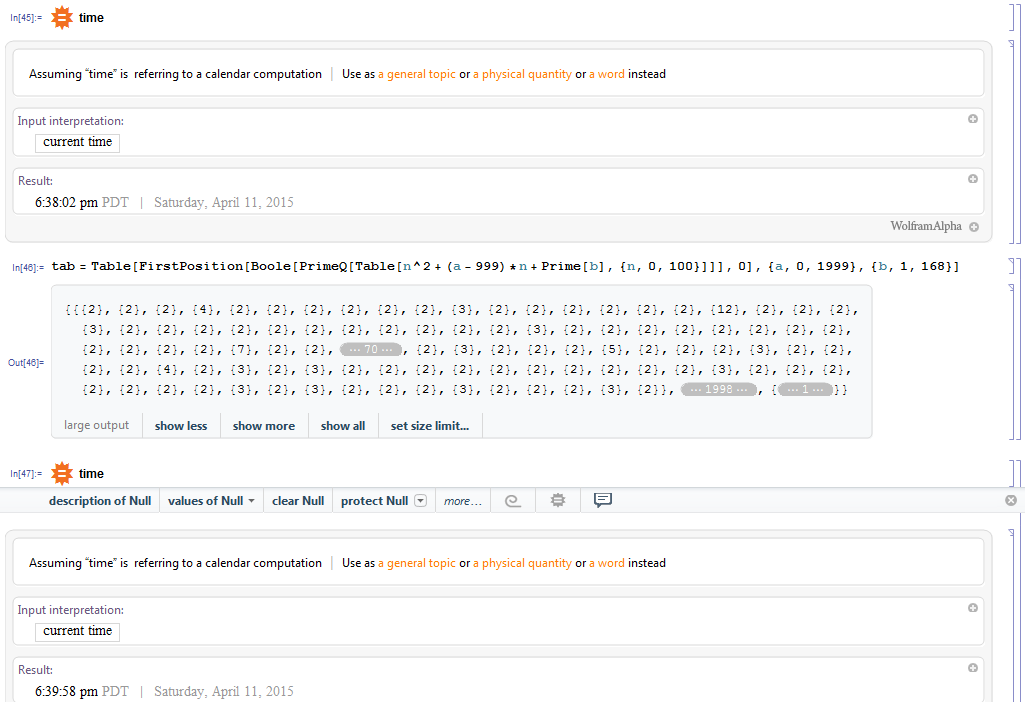 In[45]:= time
Assuming "time" is referring to a calendar computation | Use as a general topic or a physical quantity or a word instead
Input interpretation:
current time
Result:
6:38:02 pm PDT | Saturday, April 11, 2015
WolframAlpha
In[46]:= tab = Table[FirstPosition[Boole[PrimeQ[Table[n^2 + (a - 999) * n + Prime[b], {n, 0, 100}]]], 0], {a, 0, 1999}, {b, 1, 168}]
{{{2}, {2}, {2}, {4}, {2}, {2}, {2}, {2}, {2}, {2}, {3}, {2}, {2}, {2}, {2}, {2}, {2}, {12}, {2}, {2}, {2},
{3}, {2}, {2}, {2}, {2}, {2}, {2}, {2}, {2}, {2}, {2}, {2}, {3}, {2}, {2}, {2}, {2}, {2}, {2}, {2}, {2},
Out[46]= {2}, {2}, {2}, {2}, {7}, {2}, {2}, ··· 70 ··· , {2}, {3}, {2}, {2}, {2}, {5}, {2}, {2}, {2}, {3}, {2}, {2},
{2}, {2}, {4}, {2}, {3}, {2}, {3}, {2}, {2}, {2}, {2}, {2}, {2}, {2}, {2}, {2}, {2}, {3}, {2}, {2}, {2},
{2}, {2}, {2}, {2}, {3}, {2}, {3}, {2}, {2}, {2}, {3}, {2}, {2}, {2}, {3}, {2}}, ··· 1998 ··· , { ··· 1 ··· }}
large output show less show more show all set size limit...
In[47]:= time
description of Null values of Null clear Null protect Null more...
Assuming "time" is referring to a calendar computation | Use as a general topic or a physical quantity or a word instead
Input interpretation:
current time
Result:
6:39:58 pm PDT | Saturday, April 11, 2015